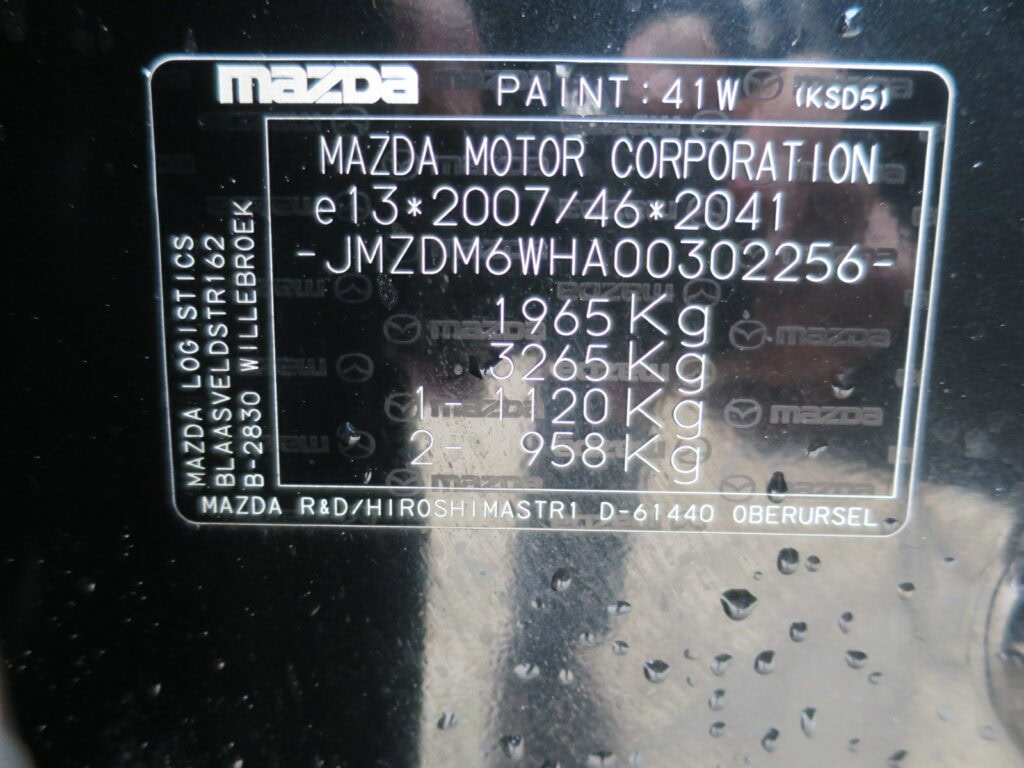 mazda PAINT:41W (KSD5)
MAZDA MOTOR CORPORATION
e13*2007/46*2041
-JMZDM6WHA00302256-
1965Kg
3265Kg
1- 1120Kg
2- 958Kg
MAZDA LOGISTICS
BLAASVELDSTR162
B-2830 WILLEBROEK
MAZDA R&D/HIROSHIMASTR1 D-61440 OBERURSEL